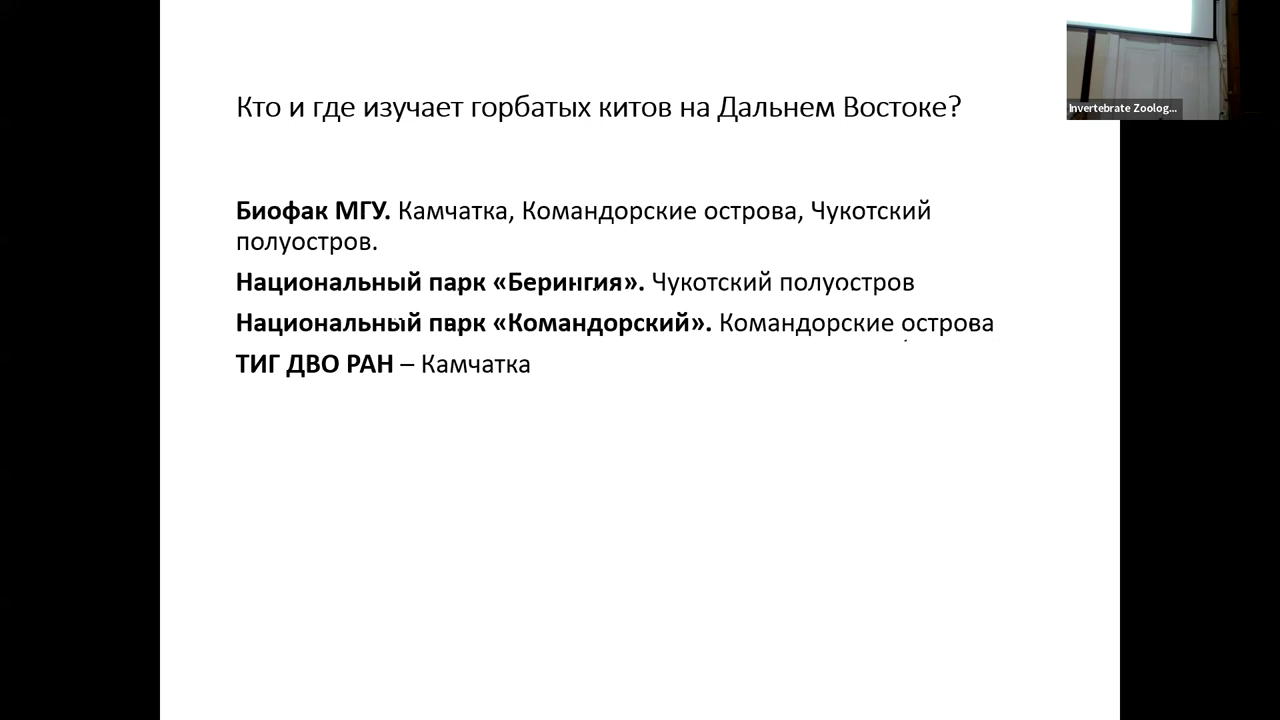 Кто и где изучает горбатых китов на Дальнем Востоке?
Invertebrate Zoolog...
Биофак МГУ. Камчатка, Командорские острова, Чукотский
полуостров.
Национальный парк «Берингия». Чукотский полуостров
Национальный парк «Командорский». Командорские острова
ТИГ ДВО РАН – Камчатка